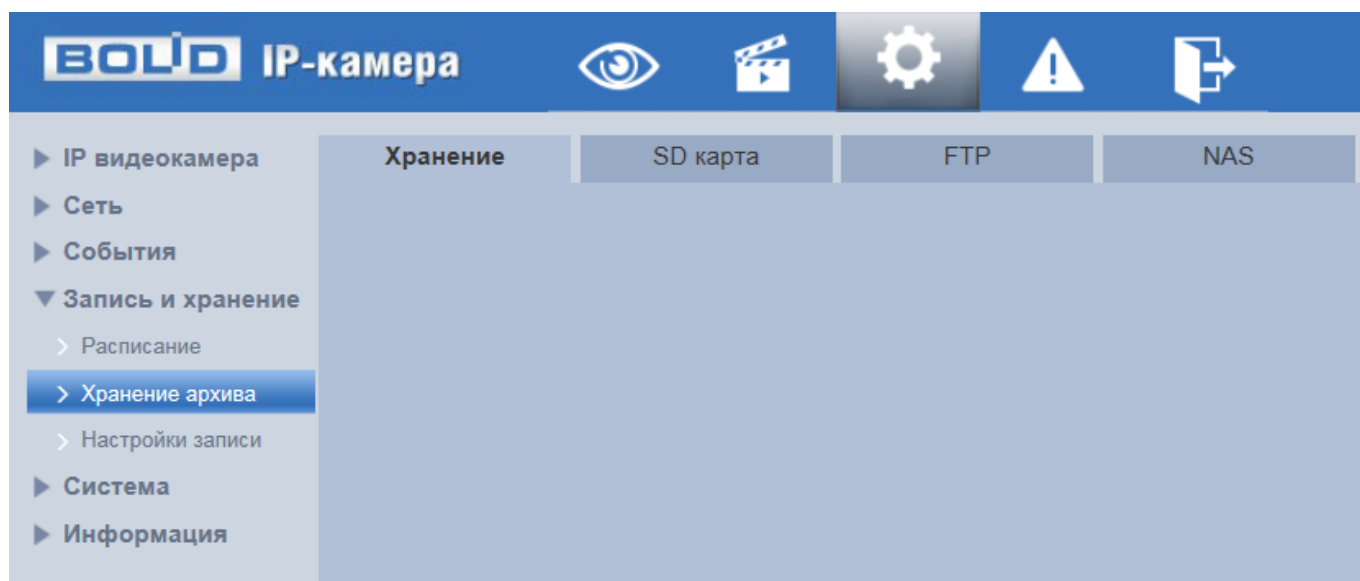 BOLID IP-камера
IP видеокамера
Сеть
События
Запись и хранение
Расписание
Хранение архива
Настройки записи
Система
Информация
Хранение SD карта FTP NAS